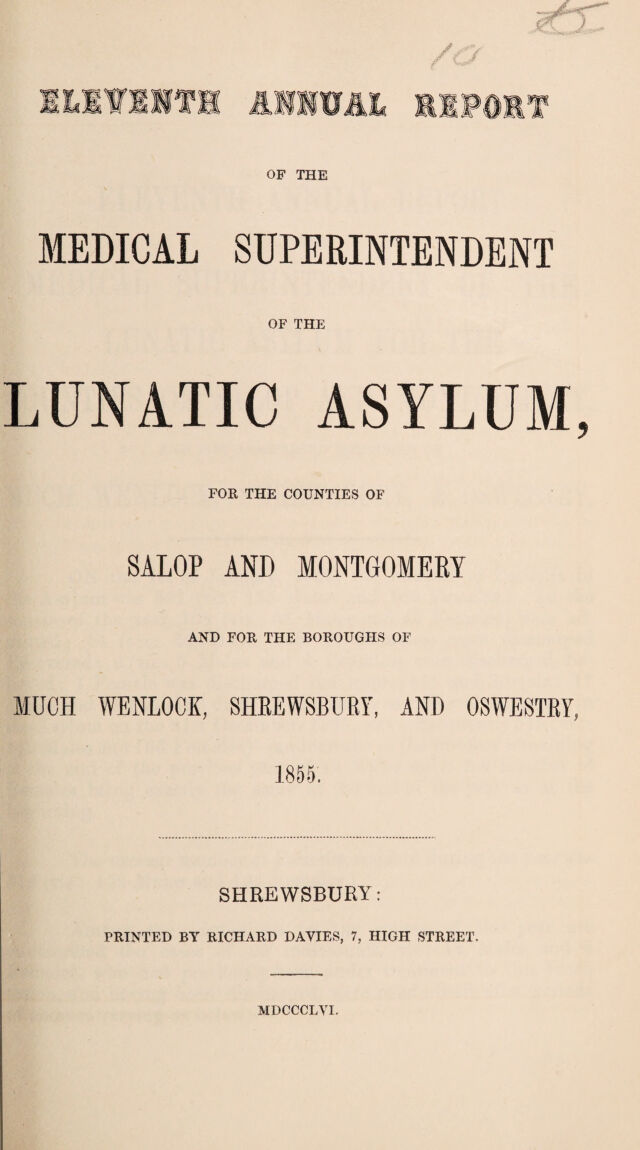 10
ELEVENTH ANNUAL REPORT
OF THE
MEDICAL SUPERINTENDENT
OF THE
LUNATIC ASYLUM,
FOR THE COUNTIES OF
SALOP AND MONTGOMERY
AND FOR THE BOROUGHS OF
MUCH WENLOCK, SHREWSBURY, AND OSWESTRY,
1855.
SHREWSBURY:
PRINTED BY RICHARD DAVIES, 7, HIGH STREET.
MDCCCLVI.